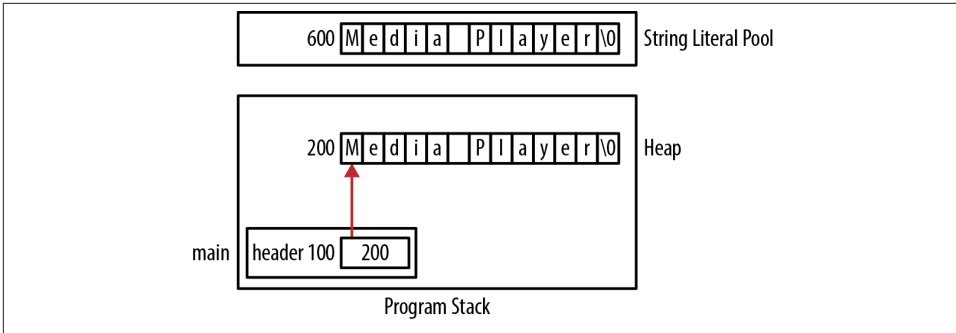 600 M e d i a P l a y e r \0 String Literal Pool
200 M e d i a P l a y e r \0 Heap
main header 100 200
Program Stack